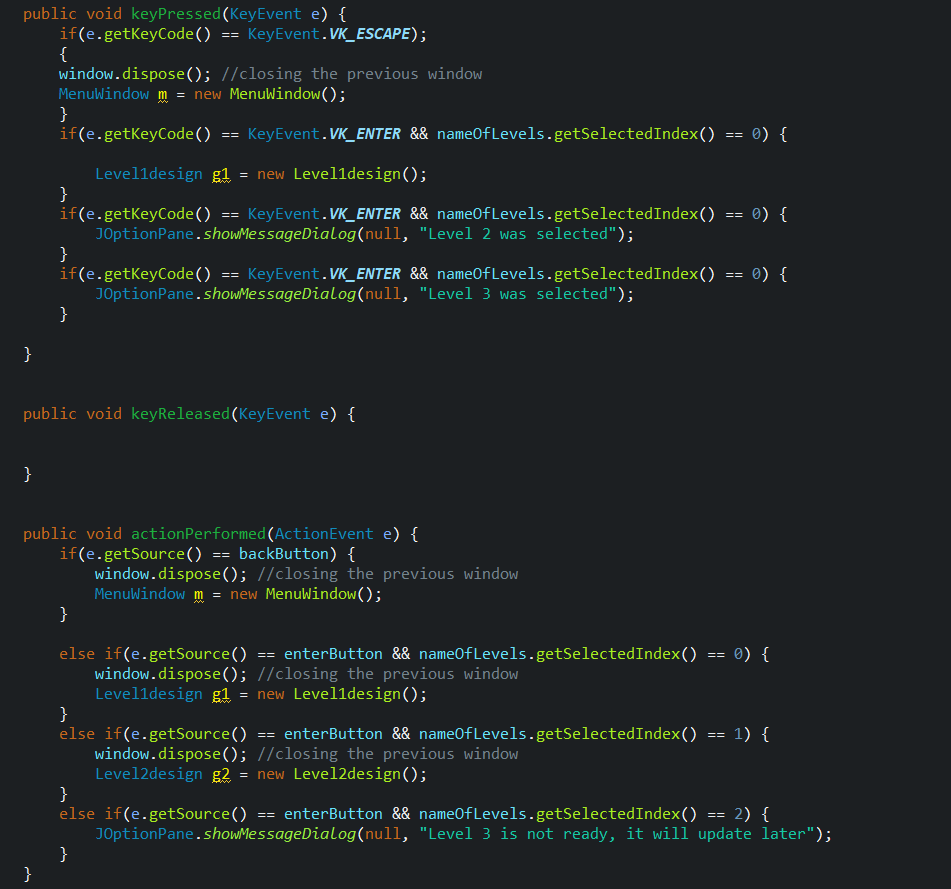 public void keyPressed(KeyEvent e) {
if(e.getKeyCode() == KeyEvent.VK_ESCAPE);
{
window.dispose(); //closing the previous window
MenuWindow m = new MenuWindow();
}
if(e.getKeyCode() == KeyEvent.VK_ENTER && nameOfLevels.getSelectedIndex() == 0) {
Level1design g1 = new Level1design();
}
if(e.getKeyCode() == KeyEvent.VK_ENTER && nameOfLevels.getSelectedIndex() == 0) {
JOptionPane.showMessageDialog(null, "Level 2 was selected");
}
if(e.getKeyCode() == KeyEvent.VK_ENTER && nameOfLevels.getSelectedIndex() == 0) {
JOptionPane.showMessageDialog(null, "Level 3 was selected");
}
}
public void keyReleased(KeyEvent e) {
}
public void actionPerformed(ActionEvent e) {
if(e.getSource() == backButton) {
window.dispose(); //closing the previous window
MenuWindow m = new MenuWindow();
}
else if(e.getSource() == enterButton && nameOfLevels.getSelectedIndex() == 0) {
window.dispose(); //closing the previous window
Level1design g1 = new Level1design();
}
else if(e.getSource() == enterButton && nameOfLevels.getSelectedIndex() == 1) {
window.dispose(); //closing the previous window
Level2design g2 = new Level2design();
}
else if(e.getSource() == enterButton && nameOfLevels.getSelectedIndex() == 2) {
JOptionPane.showMessageDialog(null, "Level 3 is not ready, it will update later");
}
}